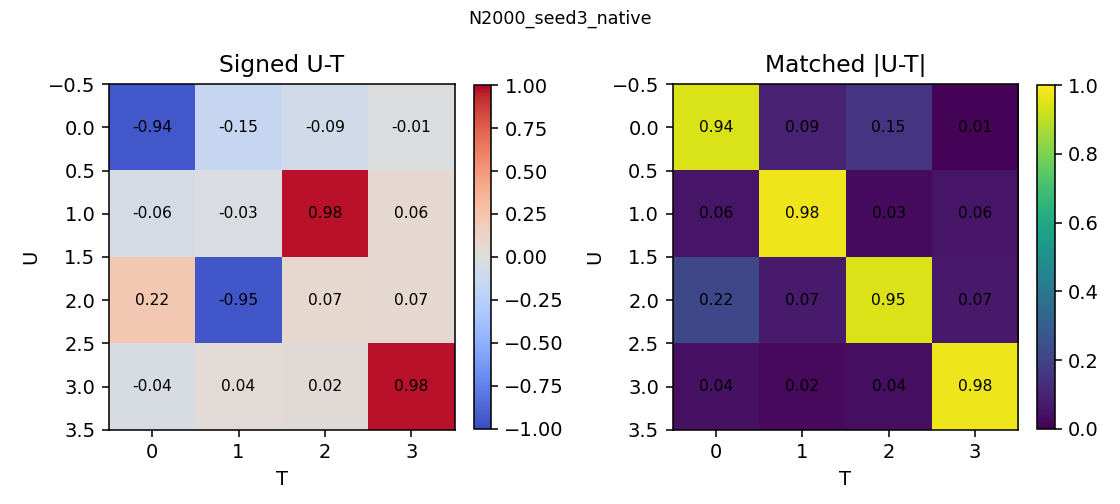 N2000_seed3_native
Signed U-T
−0.5
0.0
0.5
1.0
1.5
2.0
2.5
3.0
3.5
U
-0.94 -0.15 -0.09 -0.01
-0.06 -0.03 0.98 0.06
0.22 -0.95 0.07 0.07
-0.04 0.04 0.02 0.98
0 1 2 3
T
1.00
0.75
0.50
0.25
0.00
−0.25
−0.50
−0.75
−1.00
Matched |U-T|
−0.5
0.0
0.5
1.0
1.5
2.0
2.5
3.0
3.5
U
0.94 0.09 0.15 0.01
0.06 0.98 0.03 0.06
0.22 0.07 0.95 0.07
0.04 0.02 0.04 0.98
0 1 2 3
T
1.0
0.8
0.6
0.4
0.2
0.0